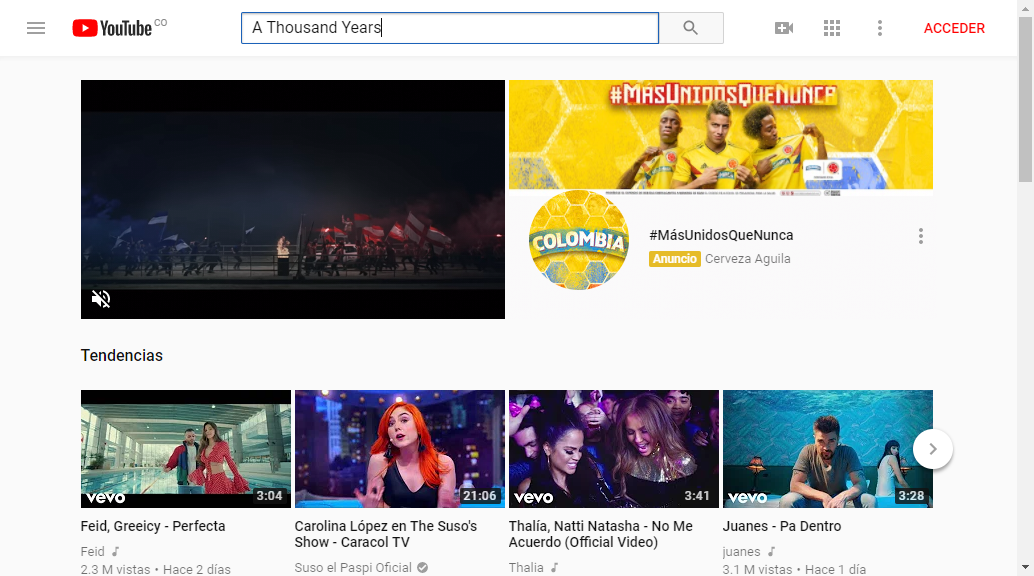 YouTube CO
A Thousand Years
ACCEDER
#MÁSUNIDOSQUENUNCA
COLOMBIA
#MásUnidosQueNunca
Anuncio Cerveza Aguila
Tendencias
vevo 3:04
21:06
vevo 3:41
vevo 3:28
Feid, Greeicy - Perfecta
Feid
2.3 M vistas • Hace 2 días
Carolina López en The Suso's
Show - Caracol TV
Suso el Paspi Oficial
Thalía, Natti Natasha - No Me
Acuerdo (Official Video)
Thalia
Juanes - Pa Dentro
juanes
3.1 M vistas • Hace 1 día